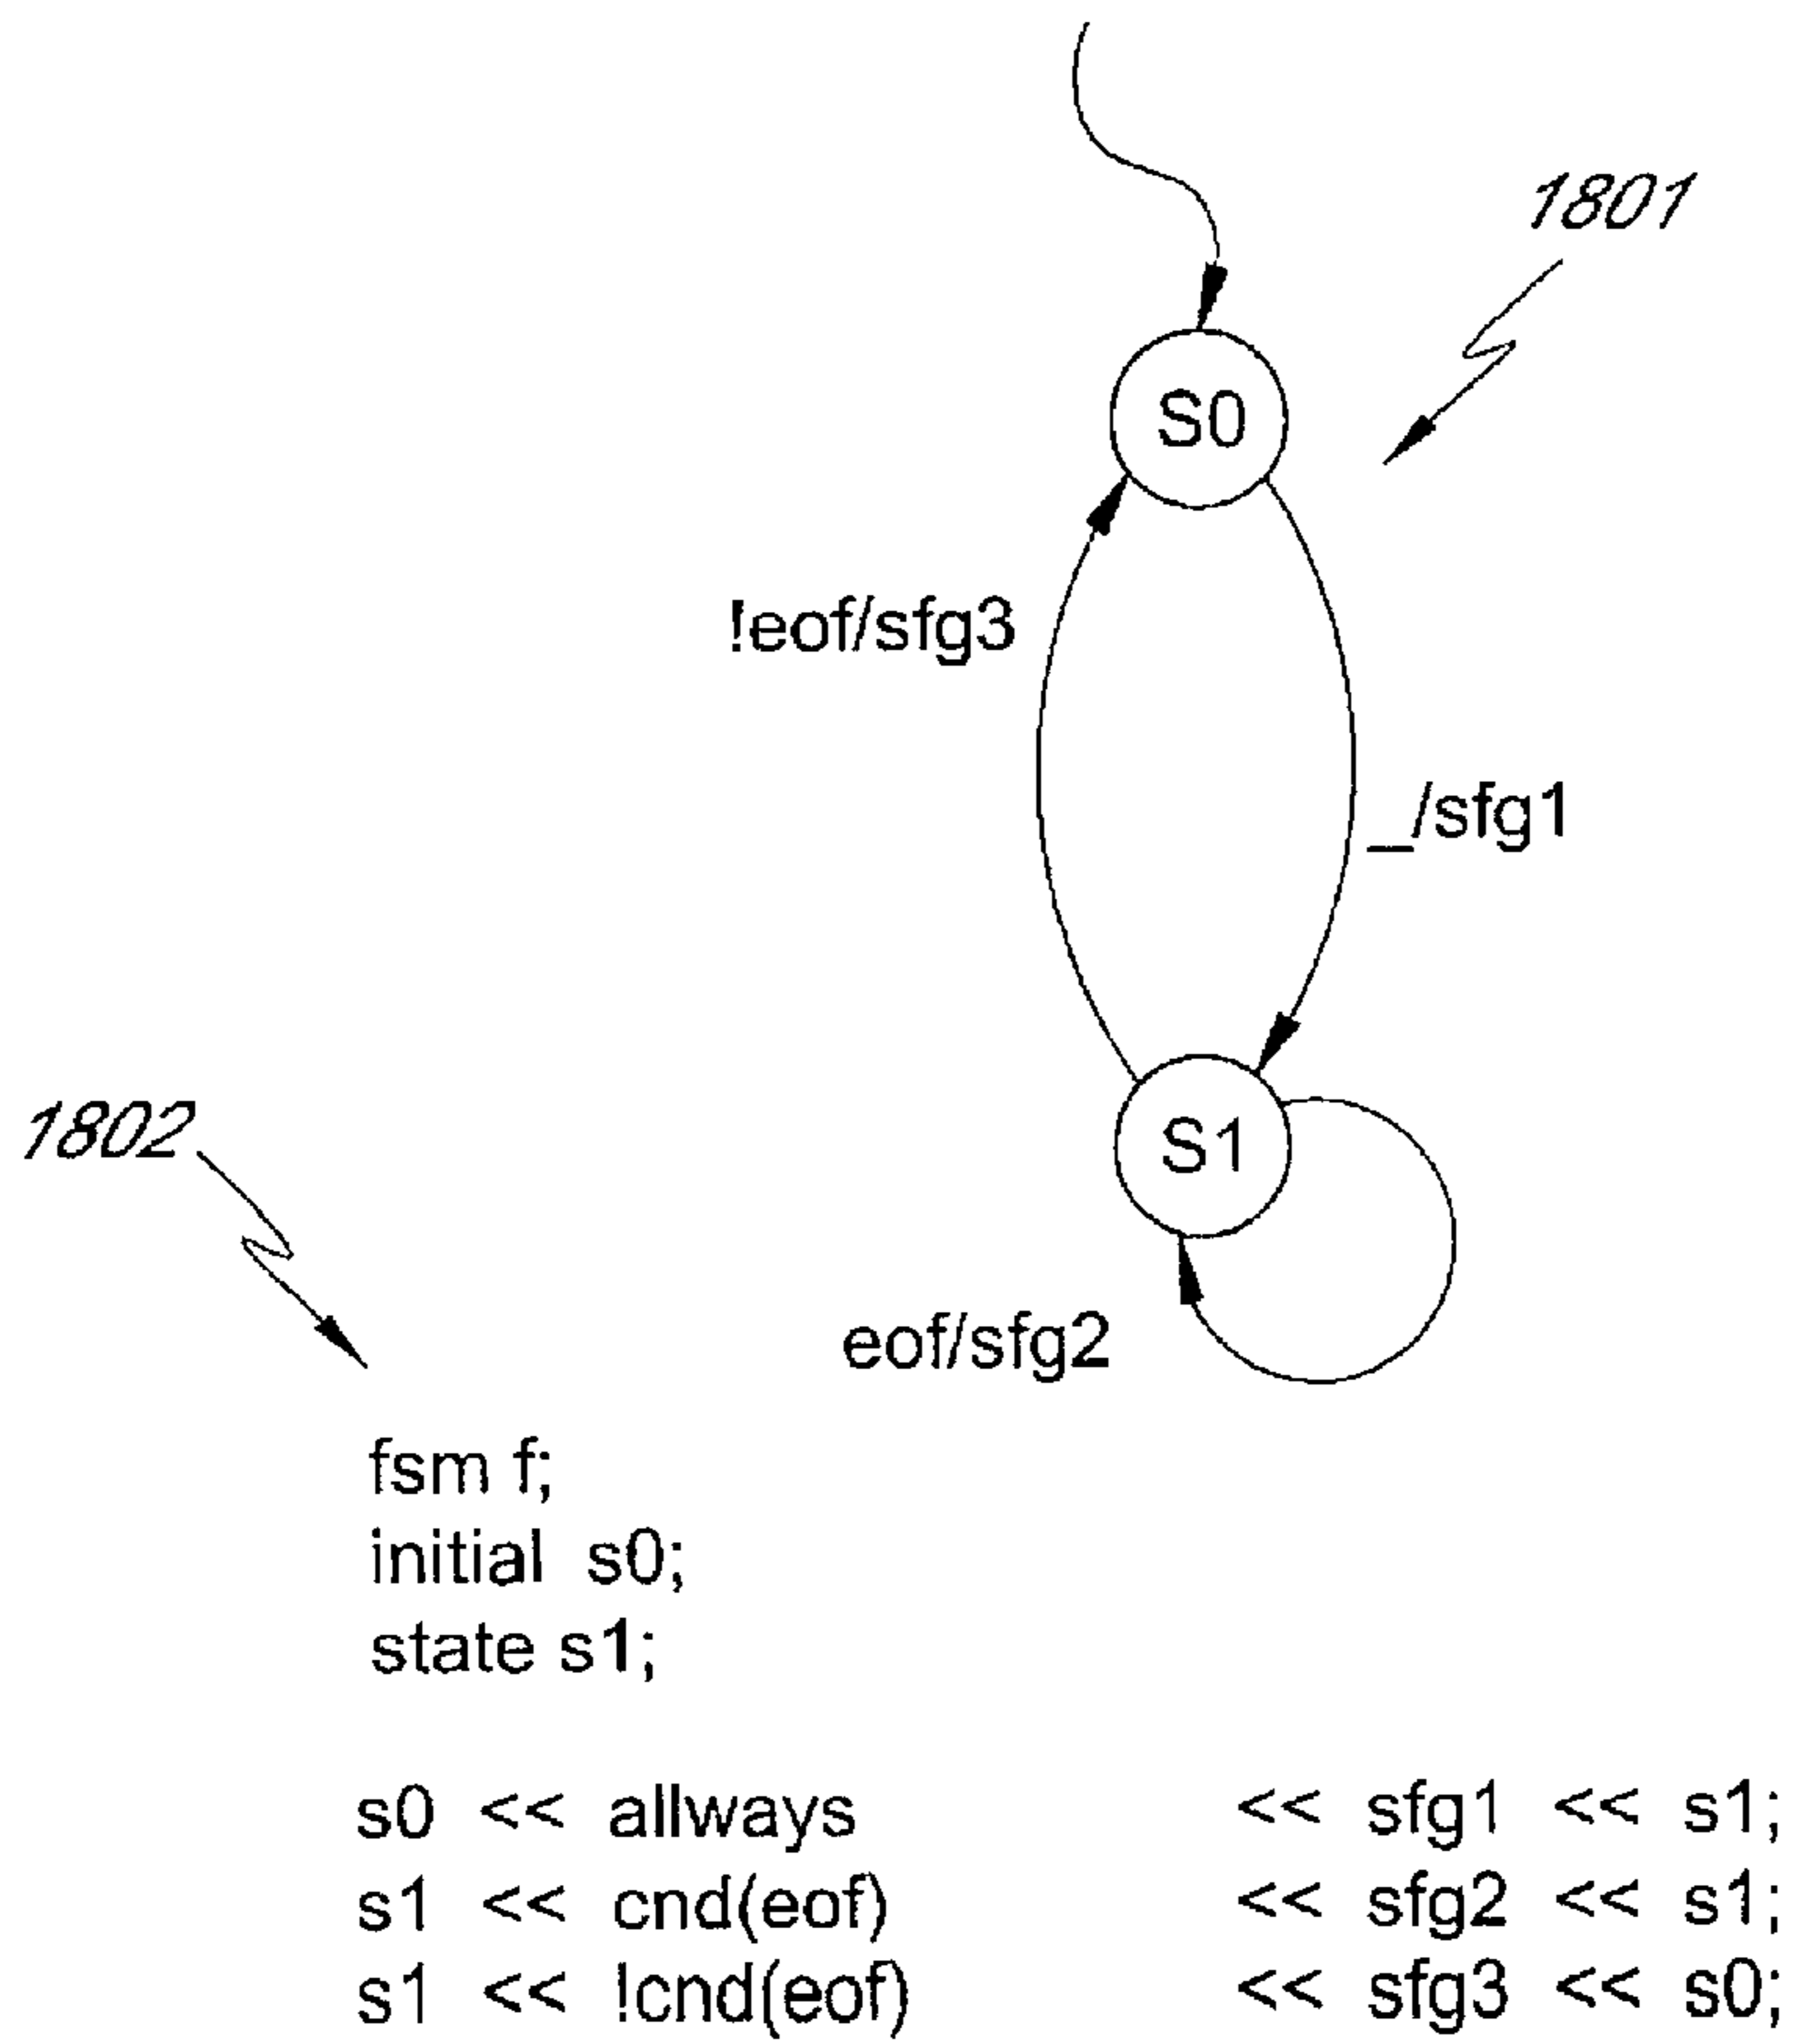 1801
S0
!eof/sfg3
_/sfg1
1802
S1
eof/sfg2
fsm f;
initial s0;
state s1;
s0 << allways << sfg1 << s1;
s1 << cnd(eof) << sfg2 << s1;
s1 << !cnd(eof) << sfg3 << s0;